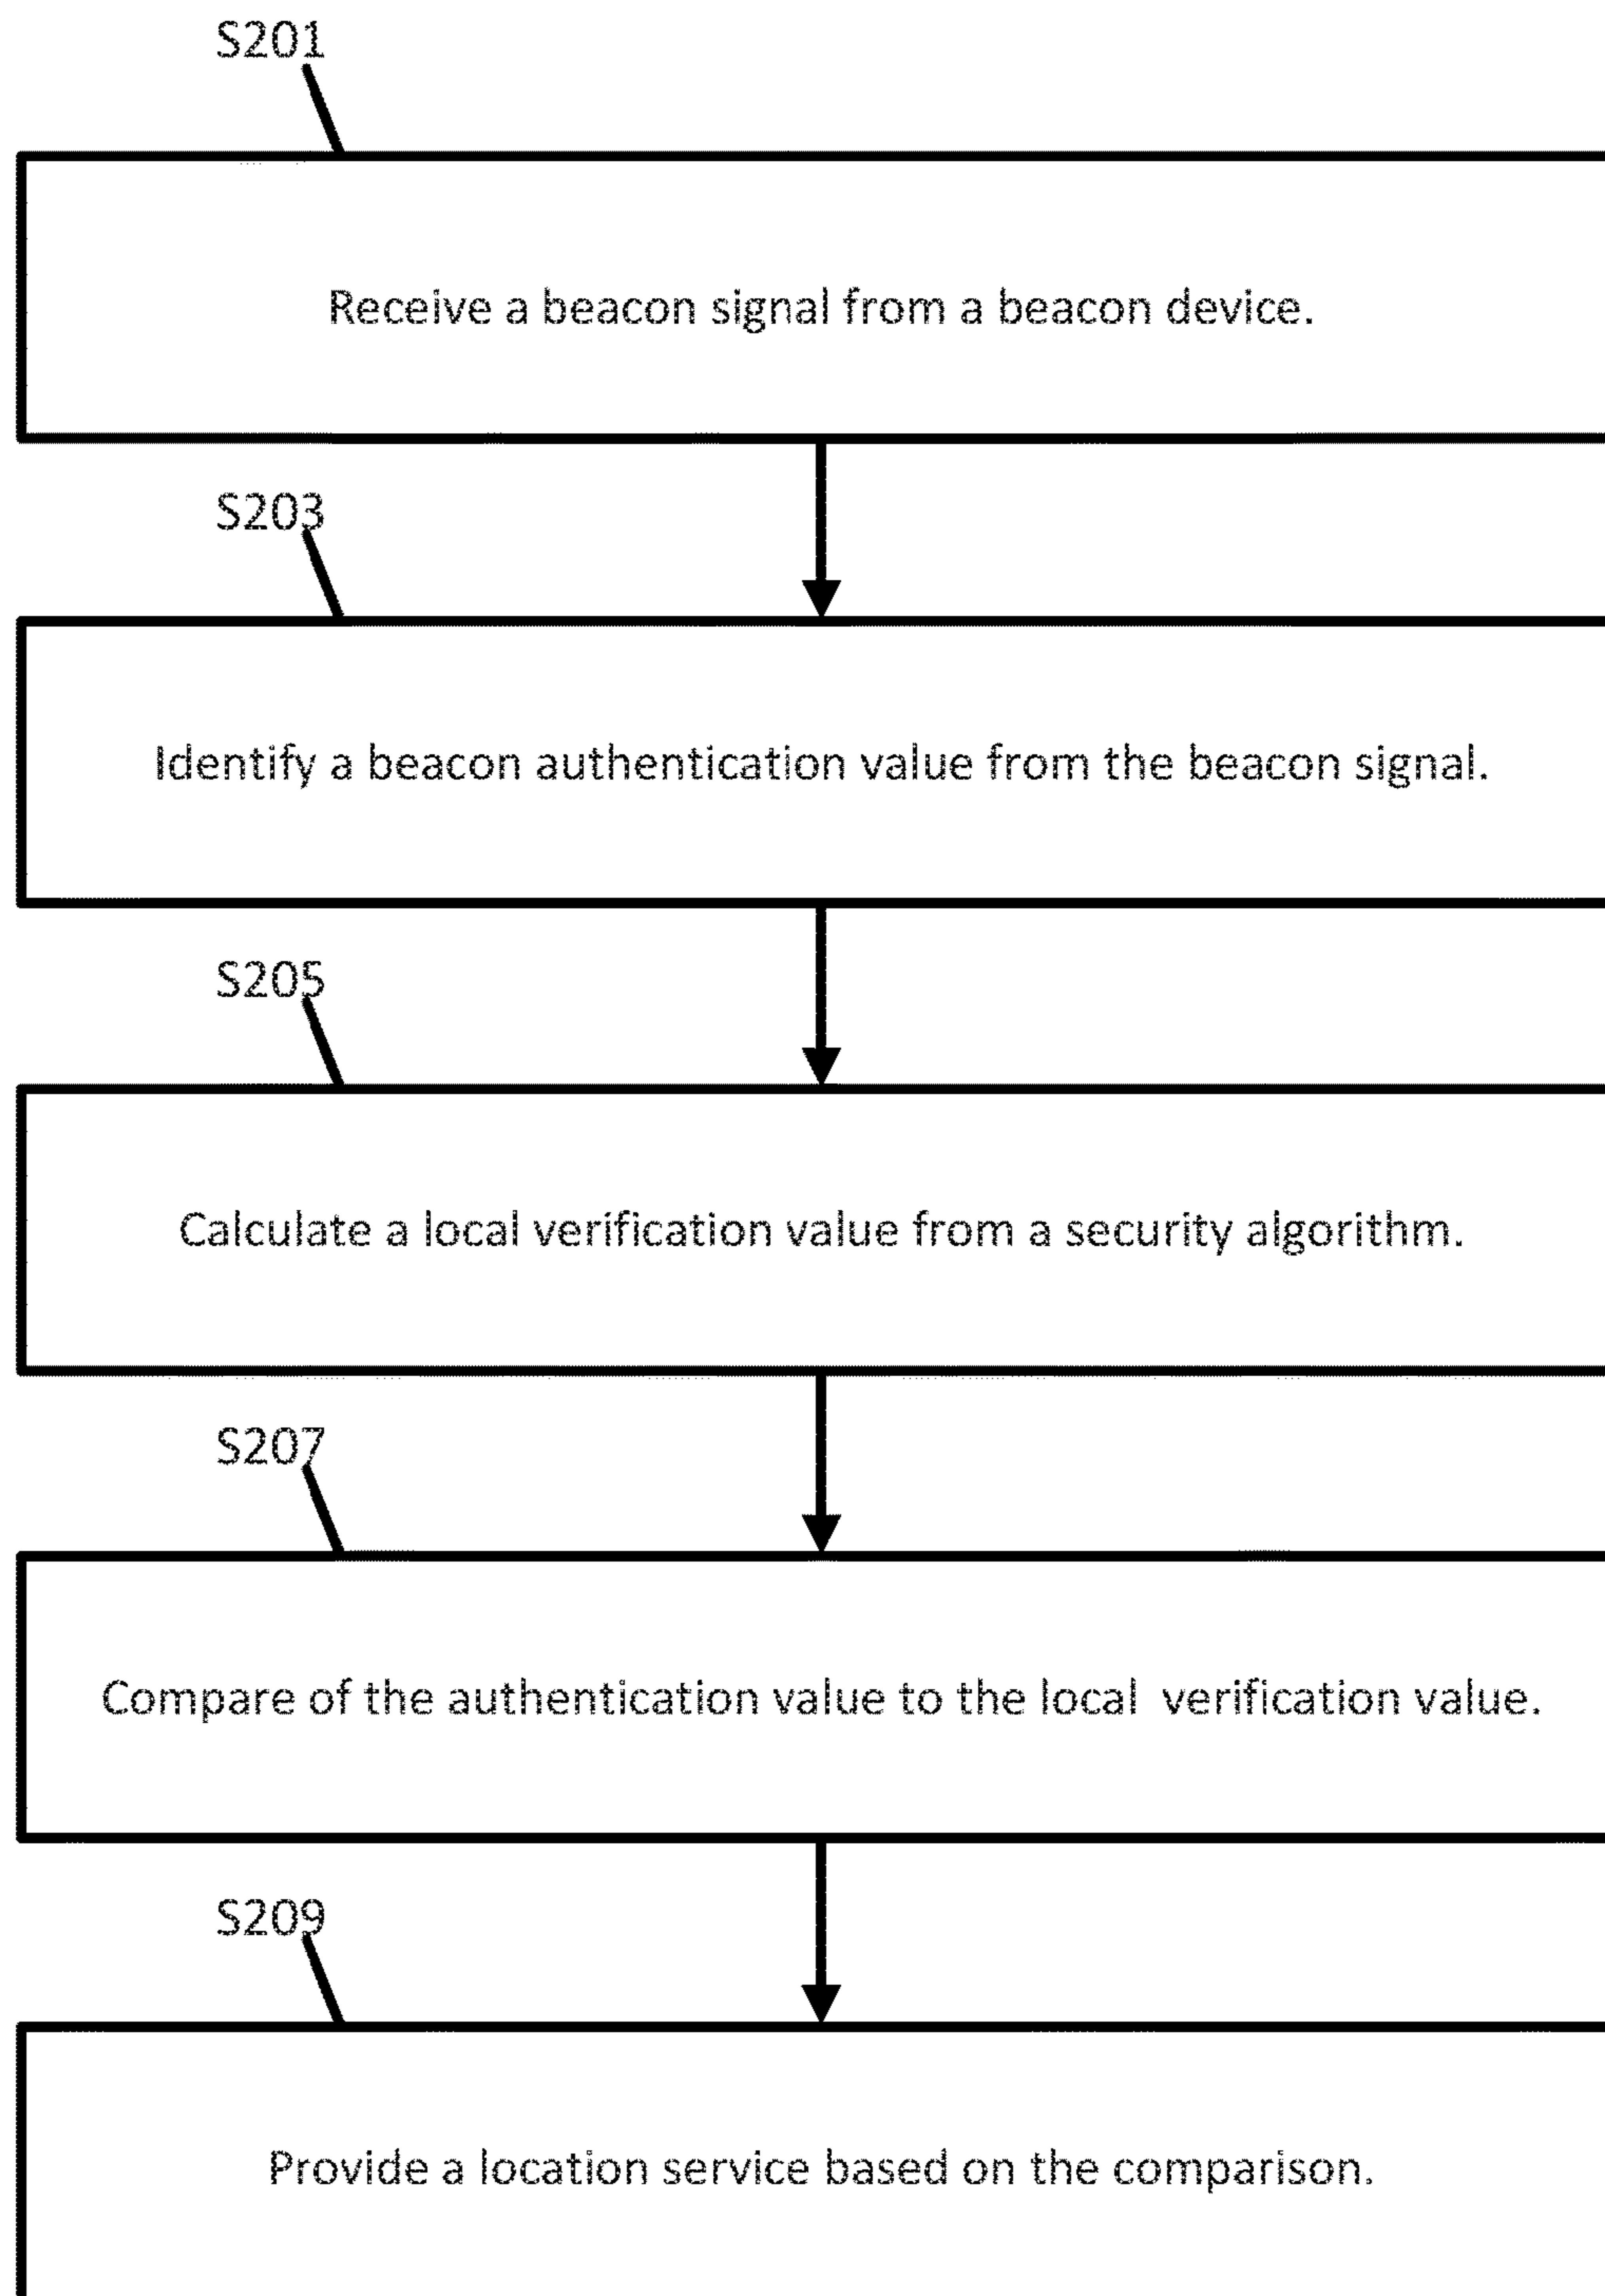 S201
Receive a beacon signal from a beacon device.
S203
Identify a beacon authentication value from the beacon signal.
S205
Calculate a local verification value from a security algorithm.
S207
Compare of the authentication value to the local  verification value.
S209
Provide a location service based on the comparison.